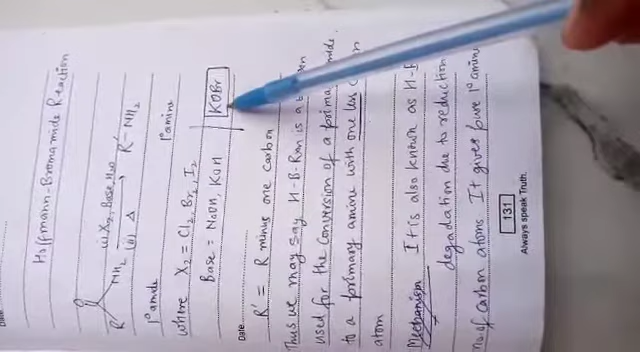 Date
Hoffmann-Bromamide Reaction
R NH2 (i) X2, Base, H2O (ii) Δ R' NH2
1° amide 1° amine
where X2 = Cl2, Br2, I2
Base = NaOH, KOH KOBr
Date
R' = R minus one carbon
Thus we may say H-B-Rxn is a
used for the conversion of a
to a primary amine with one less
atom
Mechanism It is also known as H-B
degradation due to reduction
no. of carbon atoms It gives pure 1° amine
131
Always speak Truth.